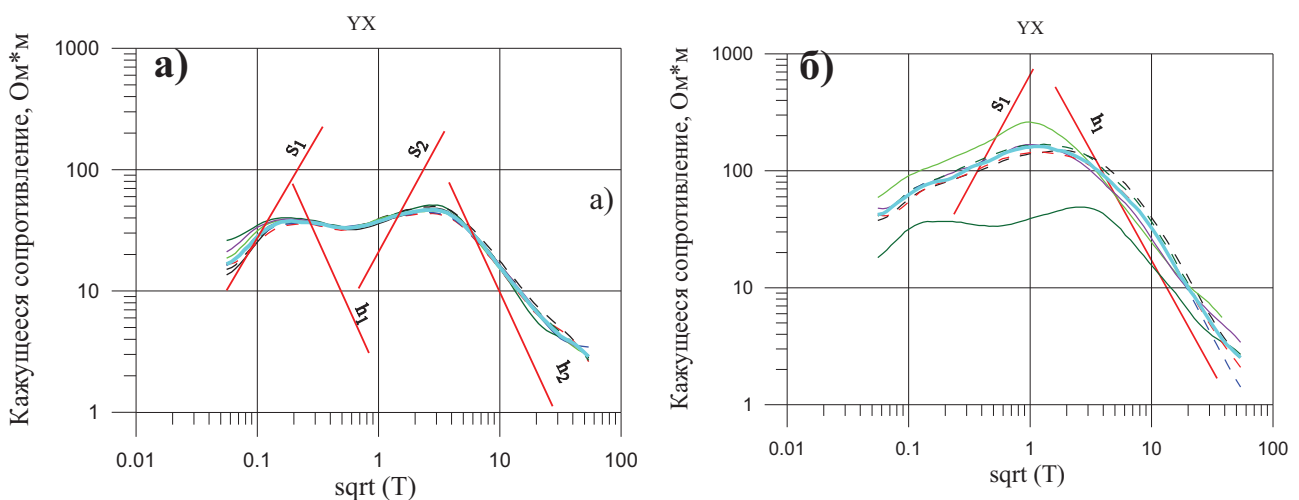 YX
а)
Кажущееся сопротивление, Ом*м
1000
100
10
1
S1
S2
h1
h2
а)
0.01
0.1
1
10
100
sqrt (T)
YX
б)
Кажущееся сопротивление, Ом*м
1000
100
10
1
S1
h1
0.01
0.1
1
10
100
sqrt (T)